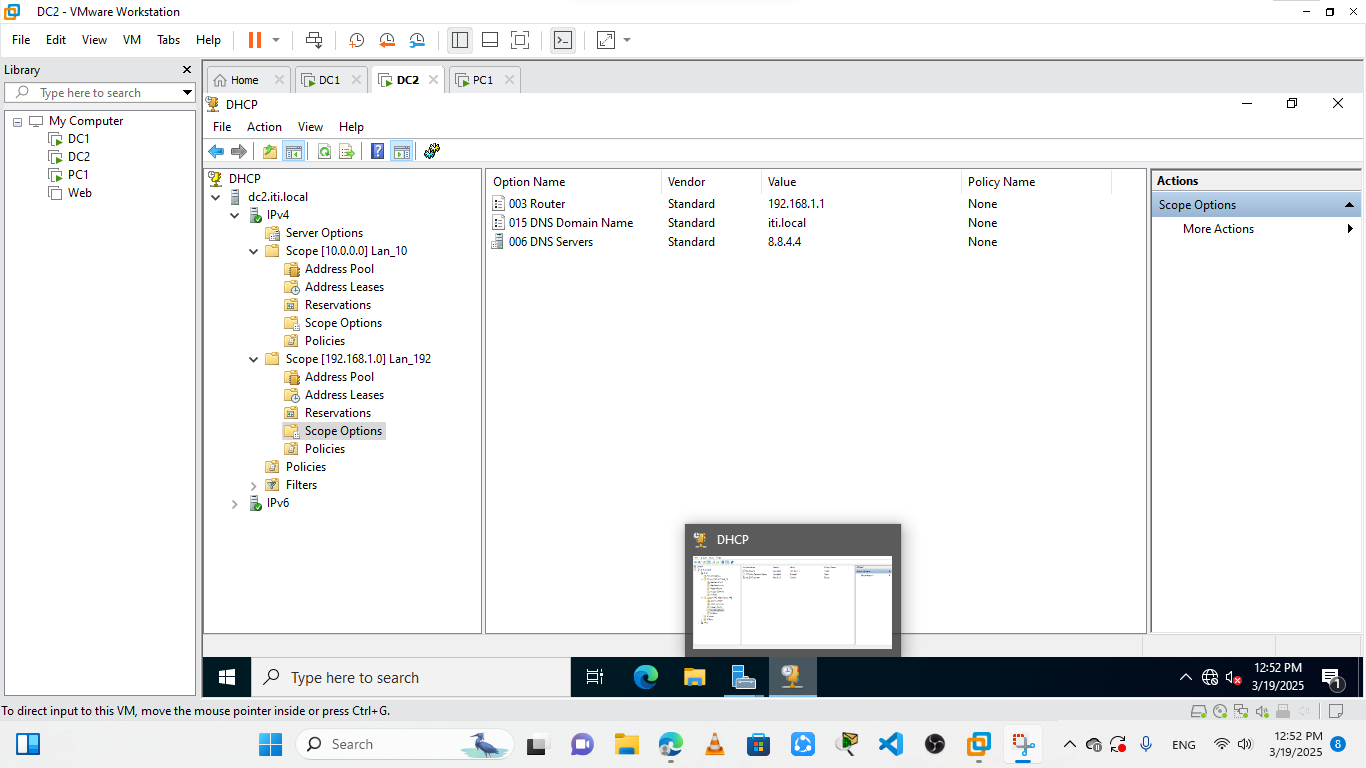 DC2 - VMware Workstation
File Edit View VM Tabs Help
Library
Type here to search
My Computer
DC1
DC2
PC1
Web
Home DC1 DC2 PC1
DHCP
File Action View Help
DHCP
dc2.iti.local
IPv4
Server Options
Scope [10.0.0.0] Lan_10
Address Pool
Address Leases
Reservations
Scope Options
Policies
Scope [192.168.1.0] Lan_192
Address Pool
Address Leases
Reservations
Scope Options
Policies
Policies
Filters
IPv6
Option Name Vendor Value Policy Name
003 Router Standard 192.168.1.1 None
015 DNS Domain Name Standard iti.local None
006 DNS Servers Standard 8.8.4.4 None
Actions
Scope Options
More Actions
DHCP
Type here to search
12:52 PM
3/19/2025
1
To direct input to this VM, move the mouse pointer inside or press Ctrl+G.
Search
ENG
12:52 PM
3/19/2025
8